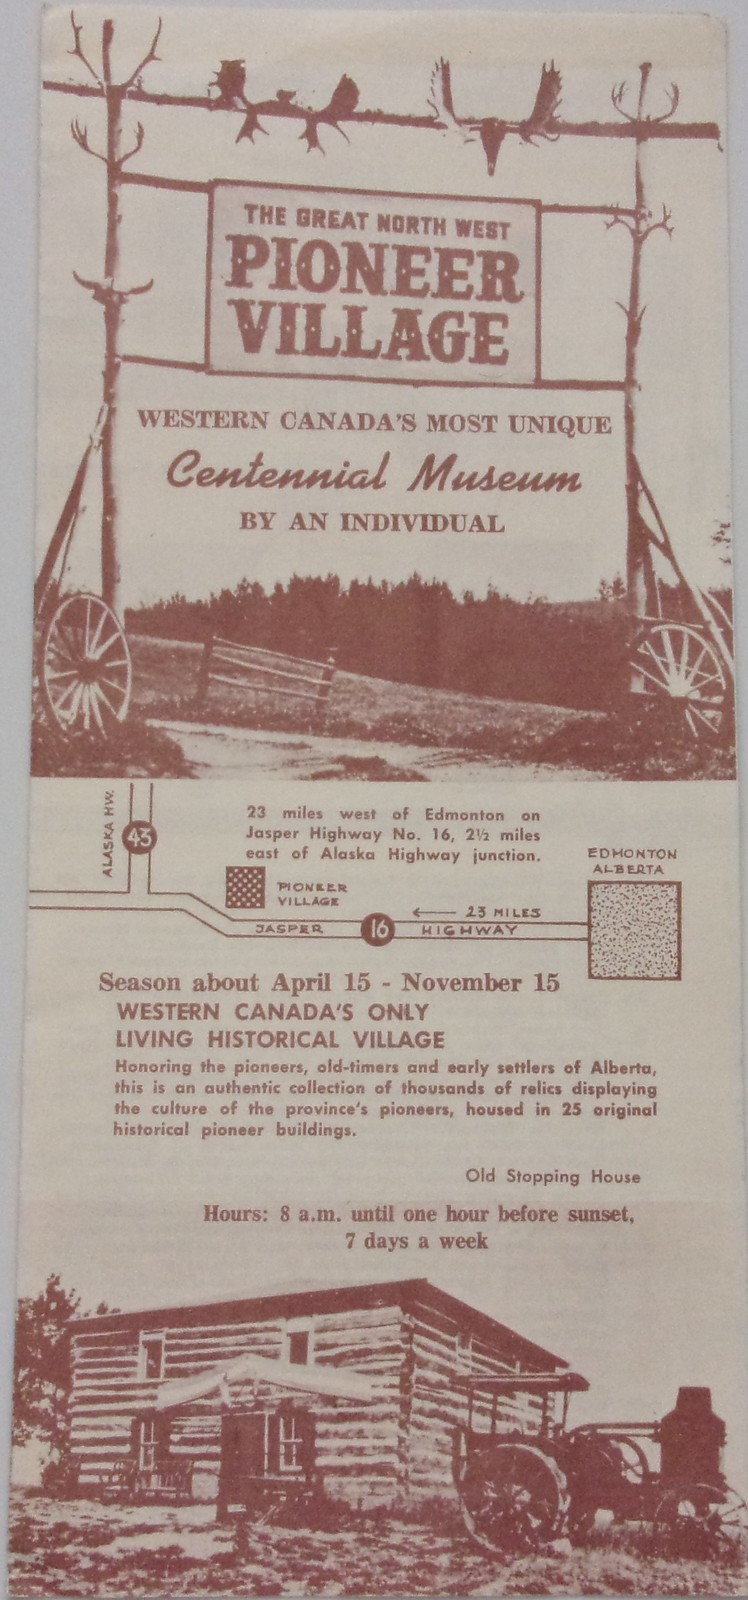 THE GREAT NORTH WEST
PIONEER
VILLAGE
WESTERN CANADA'S MOST UNIQUE
Centennial Museum
BY AN INDIVIDUAL
ALASKA HW.
43
23 miles west of Edmonton on
Jasper Highway No. 16, 2½ miles
east of Alaska Highway junction.
EDMONTON
ALBERTA
PIONEER
VILLAGE
23 MILES
JASPER 16 HIGHWAY
Season about April 15 - November 15
WESTERN CANADA'S ONLY
LIVING HISTORICAL VILLAGE
Honoring the pioneers, old-timers and early settlers of Alberta,
this is an authentic collection of thousands of relics displaying
the culture of the province's pioneers, housed in 25 original
historical pioneer buildings.
Old Stopping House
Hours: 8 a.m. until one hour before sunset,
7 days a week